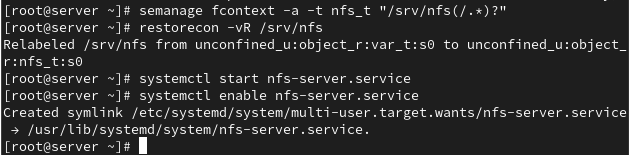 [root@server ~]# semanage fcontext -a -t nfs_t "/srv/nfs(/.*)?"
[root@server ~]# restorecon -vR /srv/nfs
Relabeled /srv/nfs from unconfined_u:object_r:var_t:s0 to unconfined_u:object_
r:nfs_t:s0
[root@server ~]# systemctl start nfs-server.service
[root@server ~]# systemctl enable nfs-server.service
Created symlink /etc/systemd/system/multi-user.target.wants/nfs-server.service
→ /usr/lib/systemd/system/nfs-server.service.
[root@server ~]#